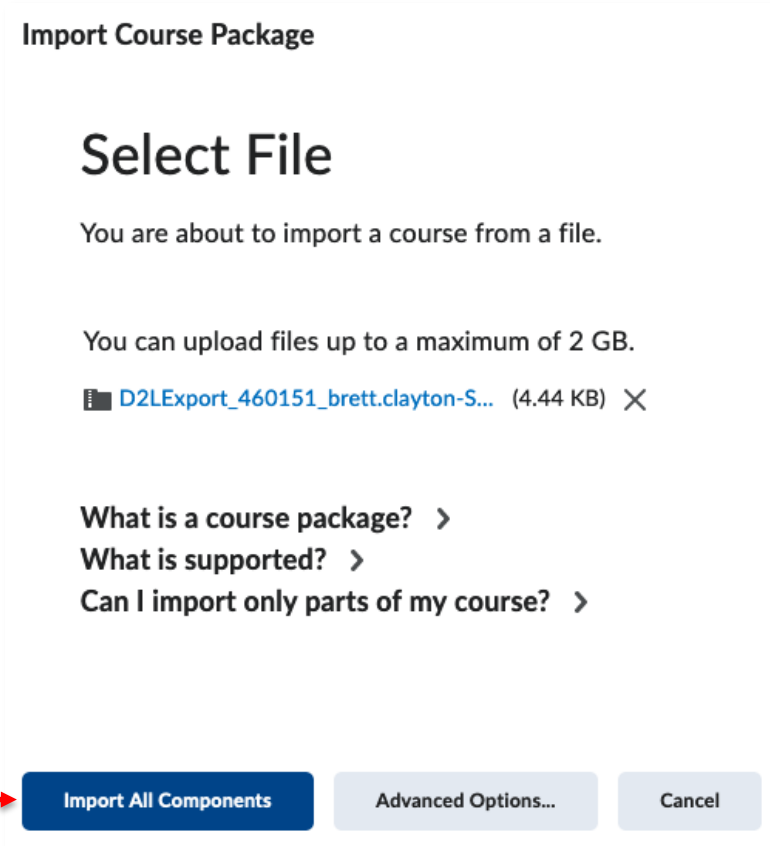 Import Course Package
Select File
You are about to import a course from a file.
You can upload files up to a maximum of 2 GB.
D2LExport_460151_brett.clayton-S... (4.44 KB)
What is a course package?
What is supported?
Can I import only parts of my course?
Import All Components Advanced Options... Cancel